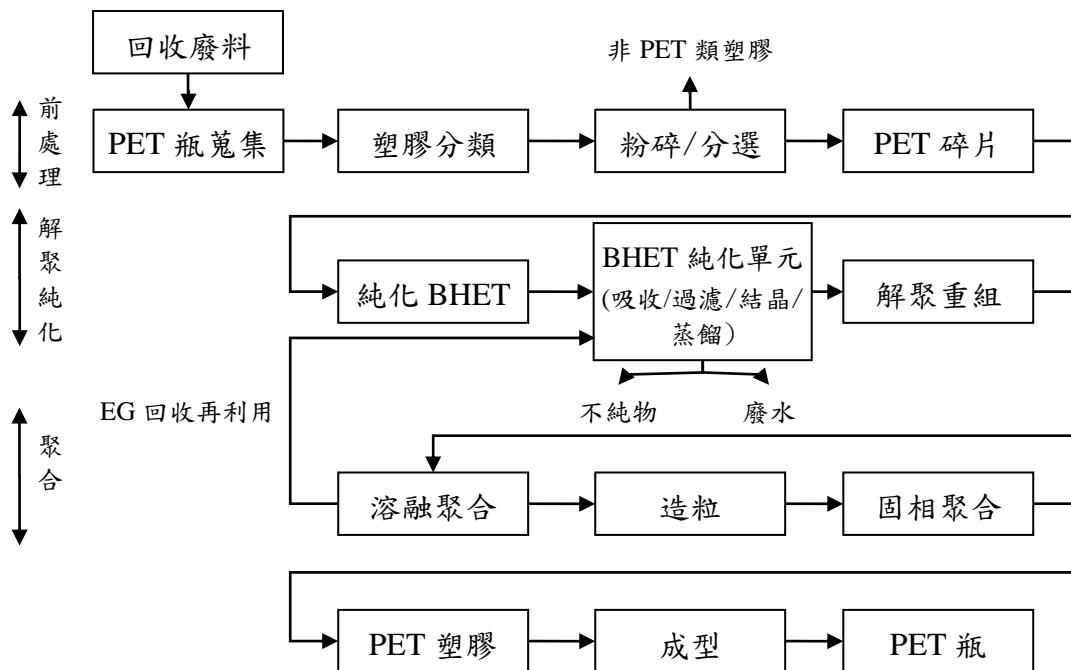 回收廢料
非 PET 類塑膠
前處理
PET 瓶蒐集
塑膠分類
粉碎/分選
PET 碎片
解聚純化
純化 BHET
BHET 純化單元
(吸收/過濾/結晶/
蒸餾)
解聚重組
EG 回收再利用
不純物
廢水
聚合
溶融聚合
造粒
固相聚合
PET 塑膠
成型
PET 瓶